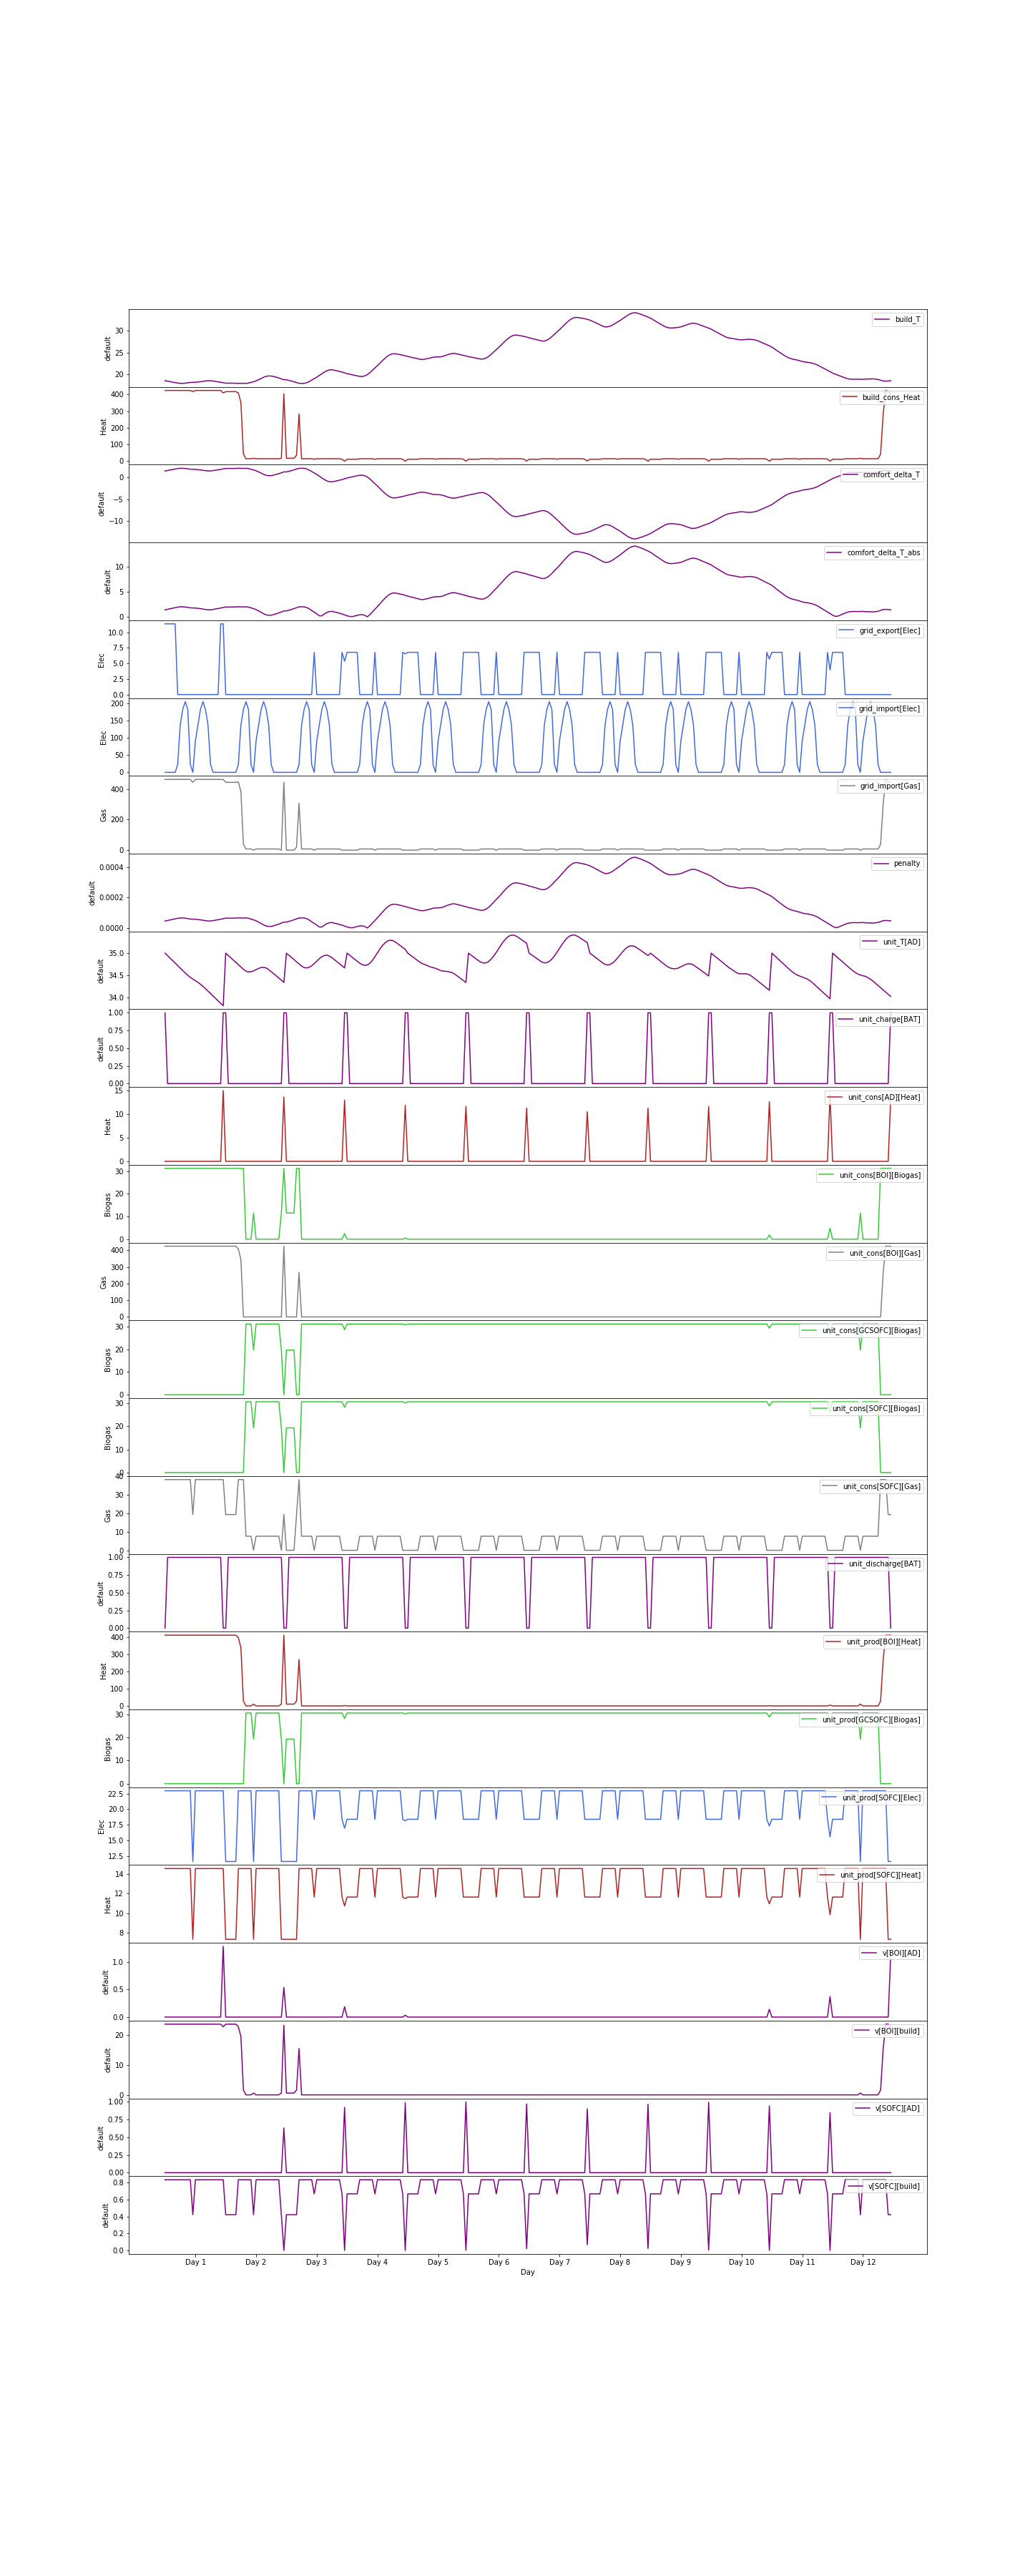 build_T
30
25
20
default
build_cons_Heat
400
300
200
100
0
Heat
comfort_delta_T
0
−5
−10
default
comfort_delta_T_abs
10
5
0
default
grid_export[Elec]
10.0
7.5
5.0
2.5
0.0
Elec
grid_import[Elec]
200
150
100
50
0
Elec
grid_import[Gas]
400
200
0
Gas
penalty
0.0004
0.0002
0.0000
default
unit_T[AD]
35.0
34.5
34.0
default
unit_charge[BAT]
1.00
0.75
0.50
0.25
0.00
default
unit_cons[AD][Heat]
15
10
5
0
Heat
unit_cons[BOI][Biogas]
30
20
10
0
Biogas
unit_cons[BOI][Gas]
400
300
200
100
0
Gas
unit_cons[GCSOFC][Biogas]
30
20
10
0
Biogas
unit_cons[SOFC][Biogas]
30
20
10
0
Biogas
unit_cons[SOFC][Gas]
40
30
20
10
0
Gas
unit_discharge[BAT]
1.00
0.75
0.50
0.25
0.00
default
unit_prod[BOI][Heat]
400
300
200
100
0
Heat
unit_prod[GCSOFC][Biogas]
30
20
10
0
Biogas
unit_prod[SOFC][Elec]
22.5
20.0
17.5
15.0
12.5
Elec
unit_prod[SOFC][Heat]
14
12
10
8
Heat
v[BOI][AD]
1.0
0.5
0.0
default
v[BOI][build]
20
10
0
default
v[SOFC][AD]
1.00
0.75
0.50
0.25
0.00
default
v[SOFC][build]
0.8
0.6
0.4
0.2
0.0
default
Day 1 Day 2 Day 3 Day 4 Day 5 Day 6 Day 7 Day 8 Day 9 Day 10 Day 11 Day 12
Day